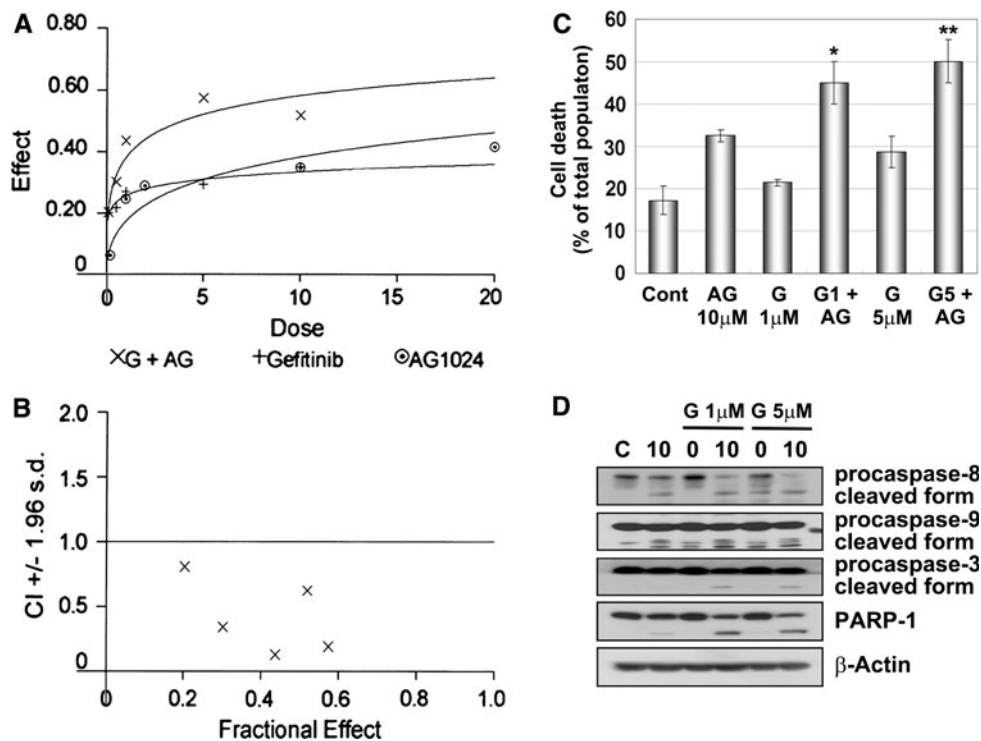 A
0.80
0.60
0.40
0.20
0
Effect
0 5 10 15 20
Dose
G + AG Gefitinib AG1024
B
2.0
1.5
1.0
0.5
0
CI +/- 1.96 s.d.
0 0.2 0.4 0.6 0.8 1.0
Fractional Effect
C
60
50
40
30
20
10
0
Cell death
(% of total populaton)
* **
Cont AG G G1 + G G5 +
10μM 1μM AG 5μM AG
D
G 1μM G 5μM
C 10 0 10 0 10
procaspase-8
cleaved form
procaspase-9
cleaved form
procaspase-3
cleaved form
PARP-1
β-Actin